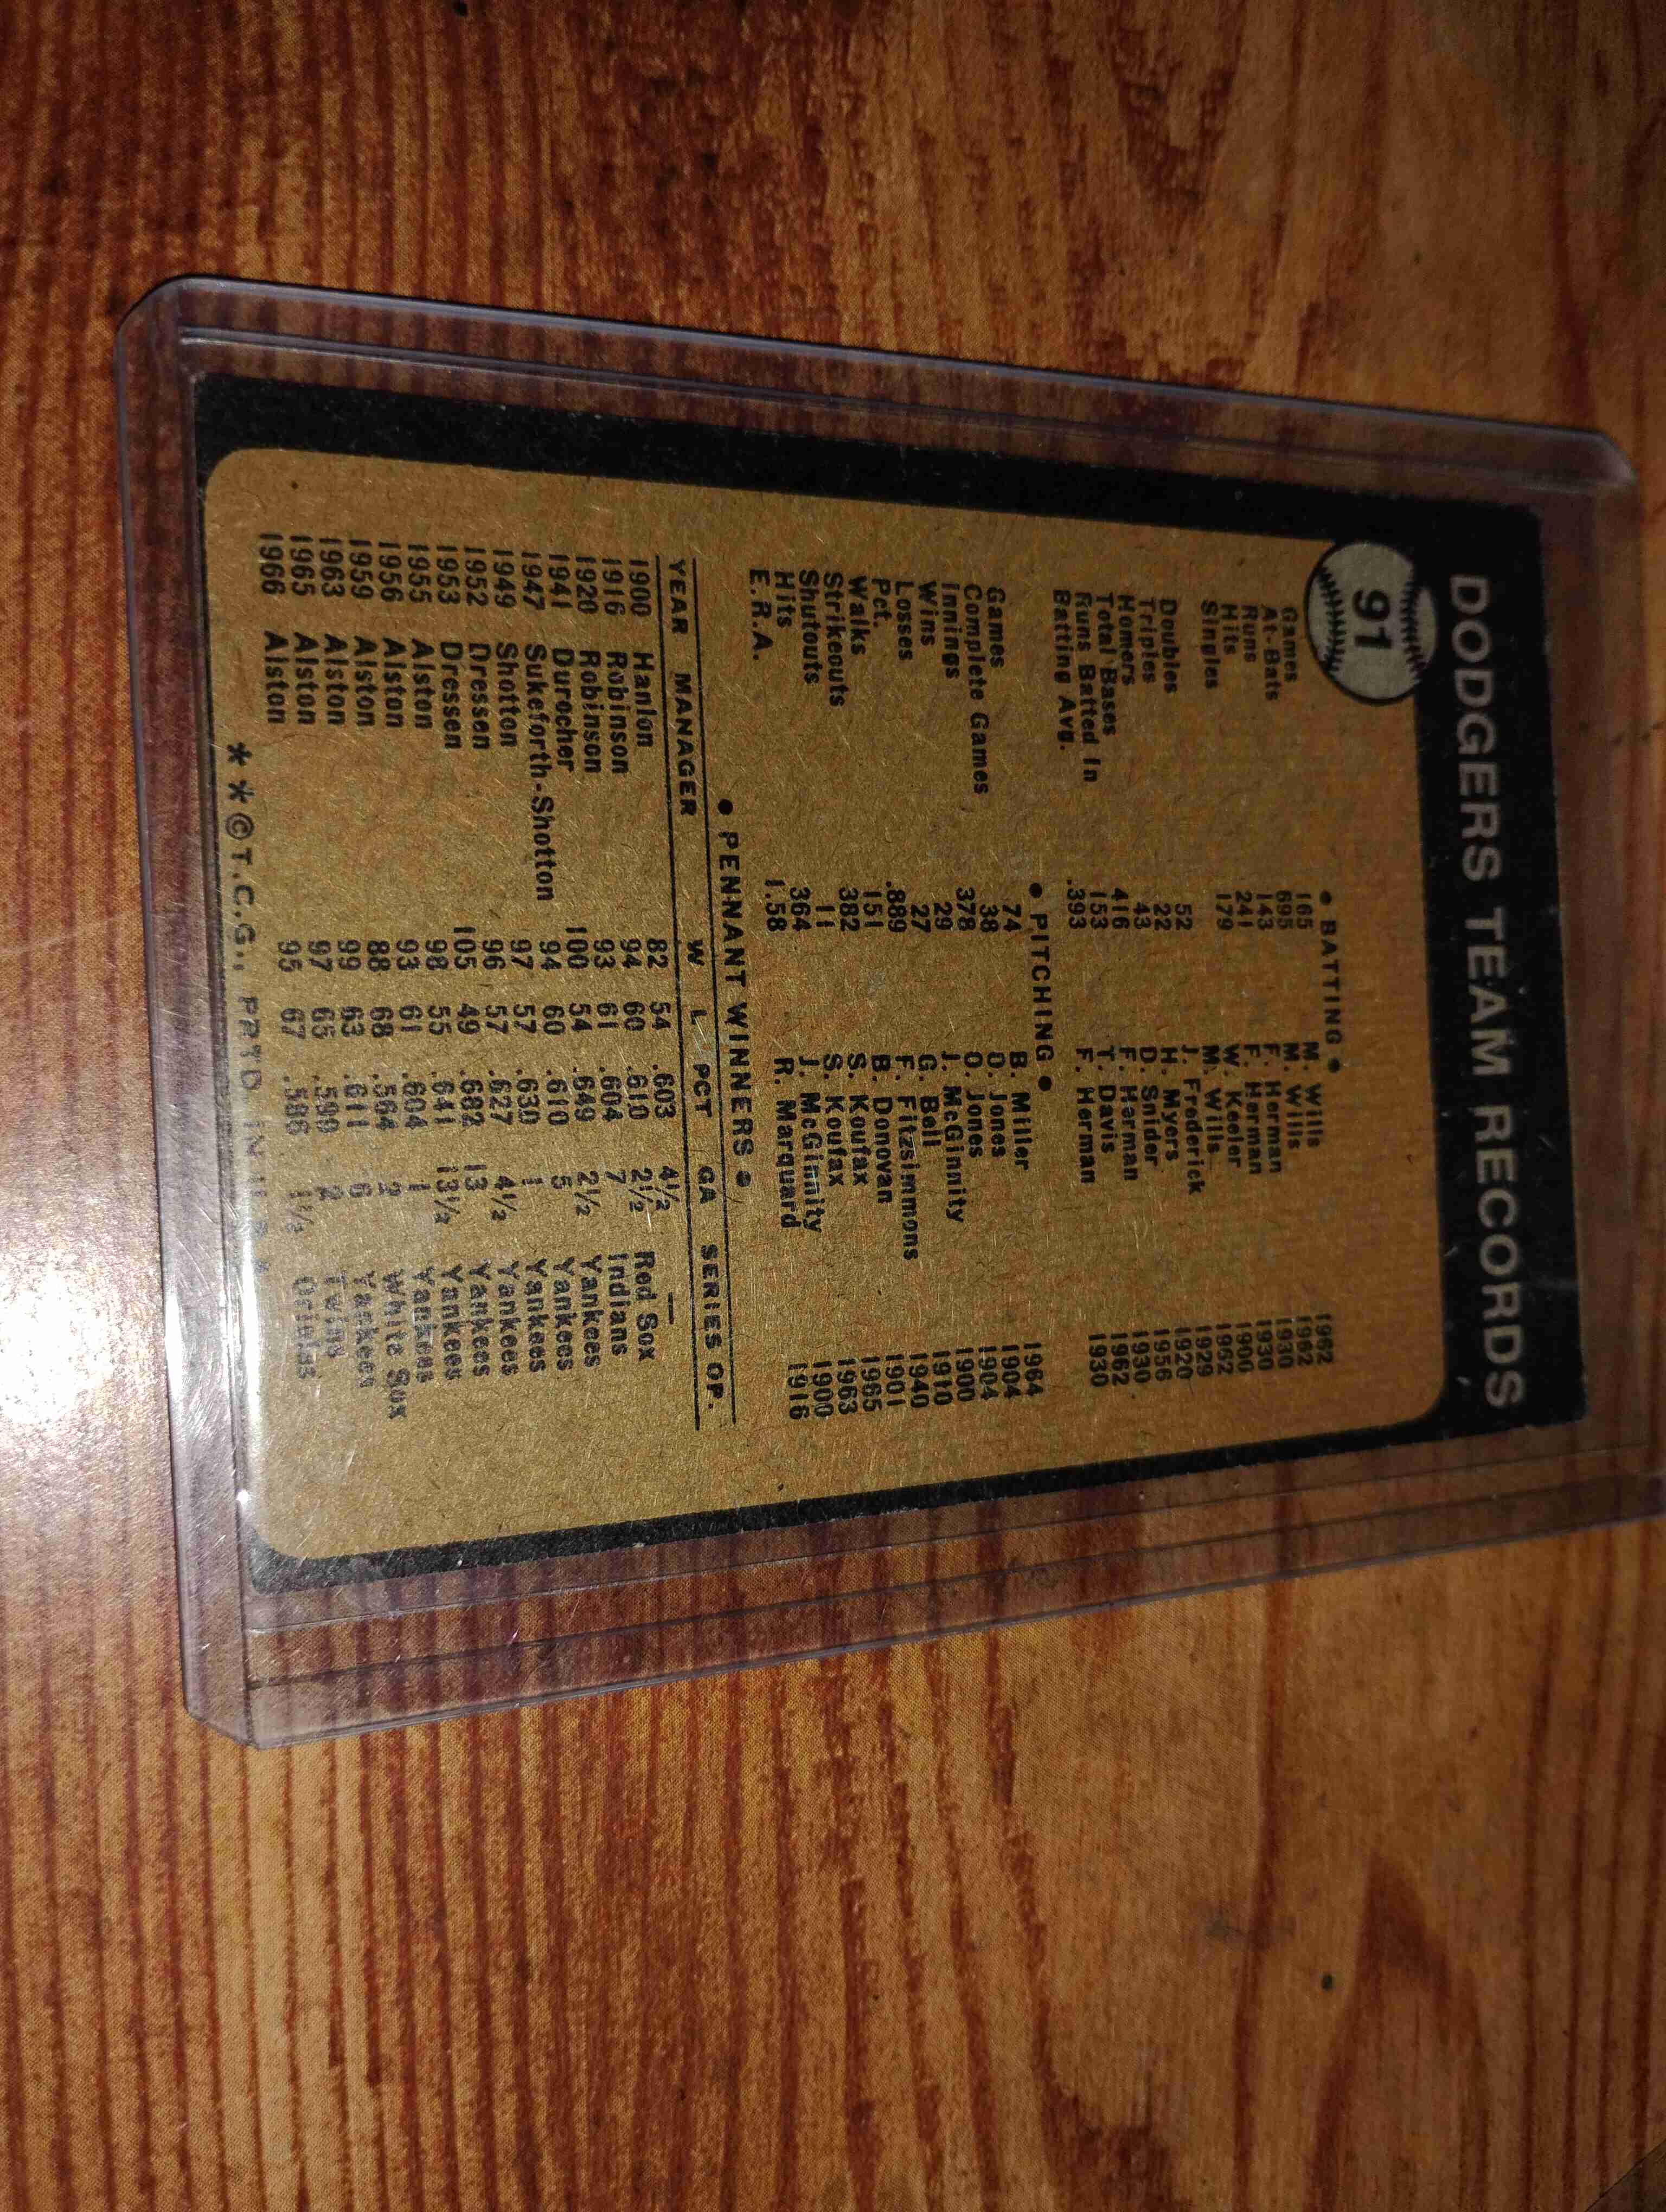 DODGERS TEAM RECORDS
91
• BATTING •
Games 165 M. Wills 1962
At-Bats 695 M. Wills 1962
Runs 143 F. Herman 1930
Hits 241 F. Herman 1930
Singles 179 W. Keeler 1900
M. Wills 1962
Doubles 52 J. Frederick 1929
Triples 22 H. Myers 1920
Homers 43 D. Snider 1956
Total Bases 416 F. Herman 1930
Runs Batted In 153 T. Davis 1962
Batting Avg. .393 F. Herman 1930
• PITCHING •
Games 74 B. Miller 1964
Complete Games 38 O. Jones 1904
Innings 378 O. Jones 1904
Wins 29 J. McGinnity 1900
Losses 27 G. Bell 1910
Pct. .889 F. Fitzsimmons 1940
Walks 151 B. Donovan 1901
Strikeouts 382 S. Koufax 1965
Shutouts 11 S. Koufax 1963
Hits 364 J. McGinnity 1900
E.R.A. 1.58 R. Marquard 1916
• PENNANT WINNERS •
YEAR MANAGER W L PCT GA SERIES OP.
1900 Hanlon 82 54 .603 4½ —
1916 Robinson 94 60 .610 2½ Red Sox
1920 Robinson 93 61 .604 7 Indians
1941 Durocher 100 54 .649 2½ Yankees
1947 Sukeforth-Shotton 94 60 .610 5 Yankees
1949 Shotton 97 57 .630 1 Yankees
1952 Dressen 96 57 .627 4½ Yankees
1953 Dressen 105 49 .682 13 Yankees
1955 Alston 98 55 .641 13½ Yankees
1956 Alston 93 61 .604 1 Yankees
1959 Alston 88 68 .564 2 White Sox
1963 Alston 99 63 .611 6 Yankees
1965 Alston 97 65 .599 2 Twins
1966 Alston 95 67 .586 1½ Orioles
**©T.C.G., PRTD IN U.S.A.